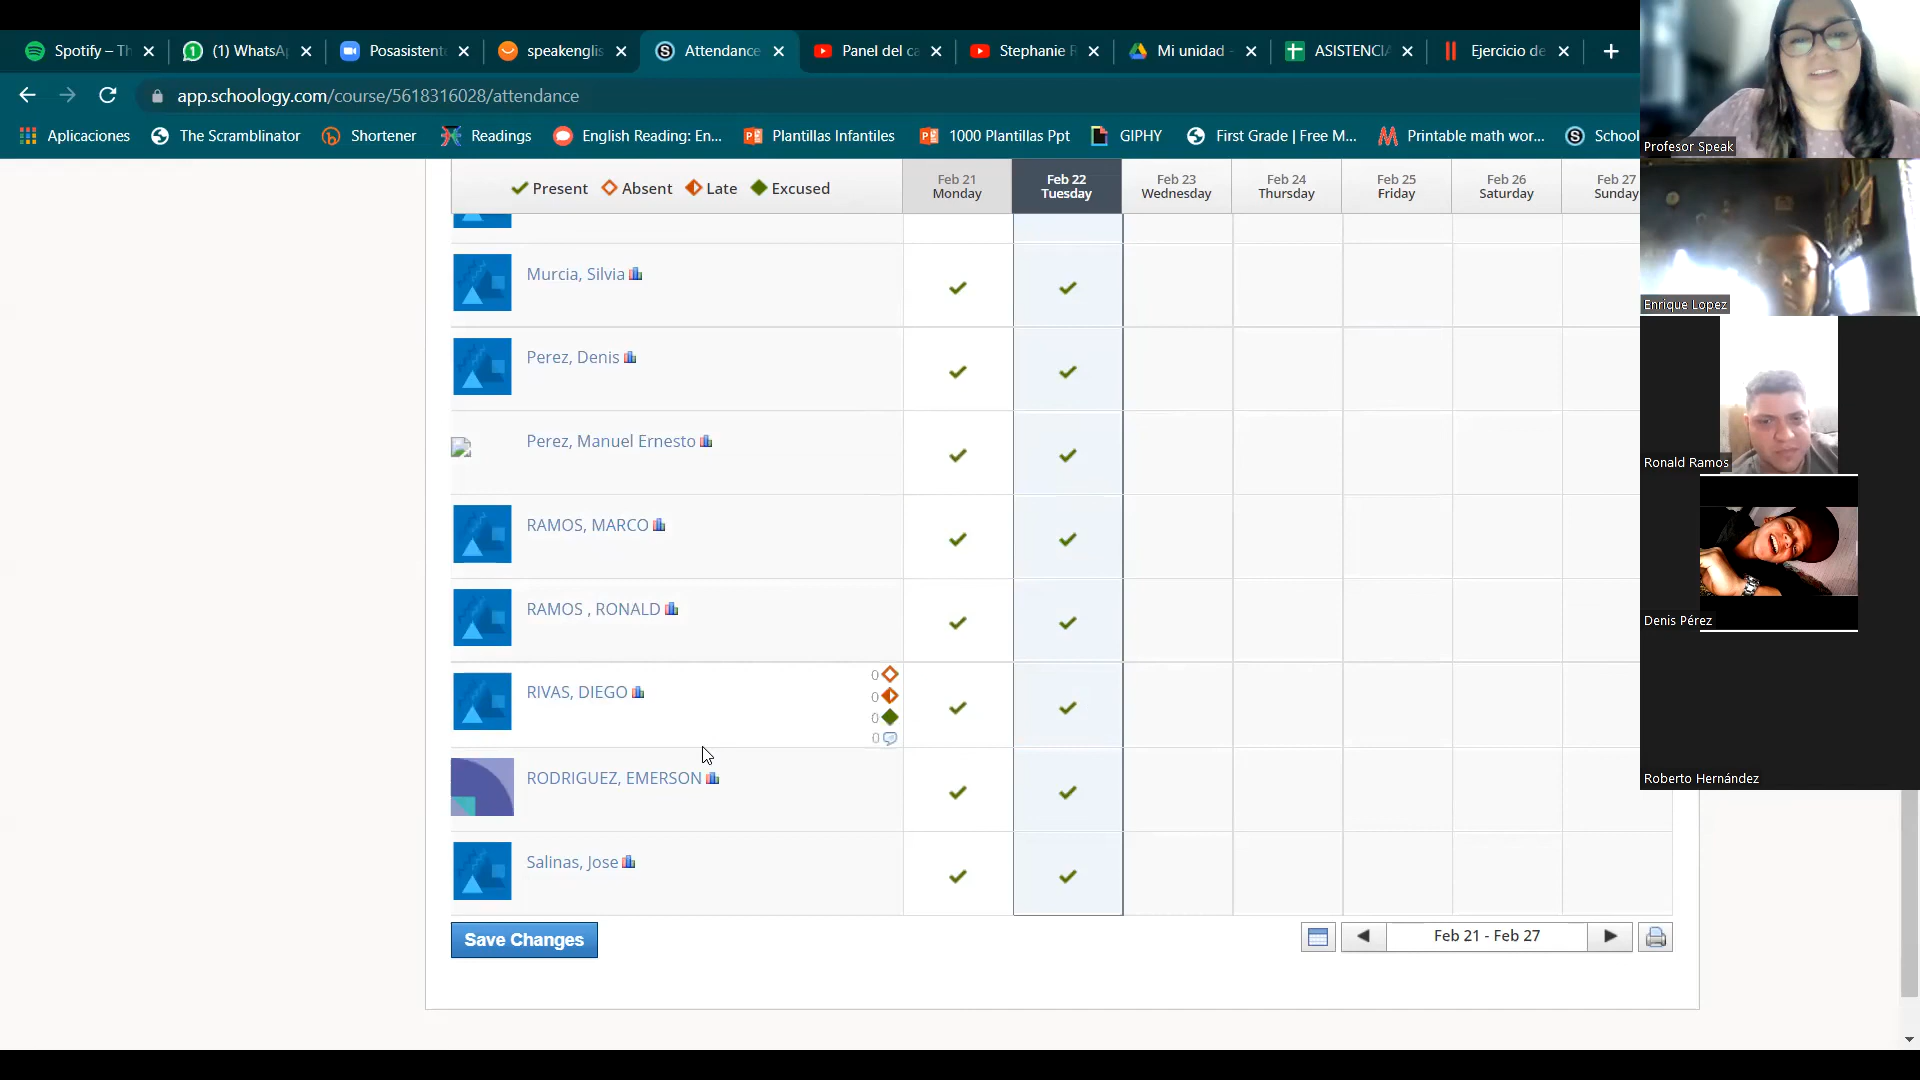 Spotify – Th
(1) WhatsAp
Posasistente
speakenglis
Attendance
Panel del ca
Stephanie R
Mi unidad -
ASISTENCIA
Ejercicio de
app.schoology.com/course/5618316028/attendance
Aplicaciones
The Scramblinator
Shortener
Readings
English Reading: En...
Plantillas Infantiles
1000 Plantillas Ppt
GIPHY
First Grade | Free M...
Printable math wor...
School
Present Absent Late Excused
Feb 21
Monday
Feb 22
Tuesday
Feb 23
Wednesday
Feb 24
Thursday
Feb 25
Friday
Feb 26
Saturday
Feb 27
Sunday
Murcia, Silvia
Perez, Denis
Perez, Manuel Ernesto
RAMOS, MARCO
RAMOS , RONALD
RIVAS, DIEGO
0
0
0
0
RODRIGUEZ, EMERSON
Salinas, Jose
Save Changes
Feb 21 - Feb 27
Profesor Speak
Enrique Lopez
Ronald Ramos
Denis Pérez
Roberto Hernández